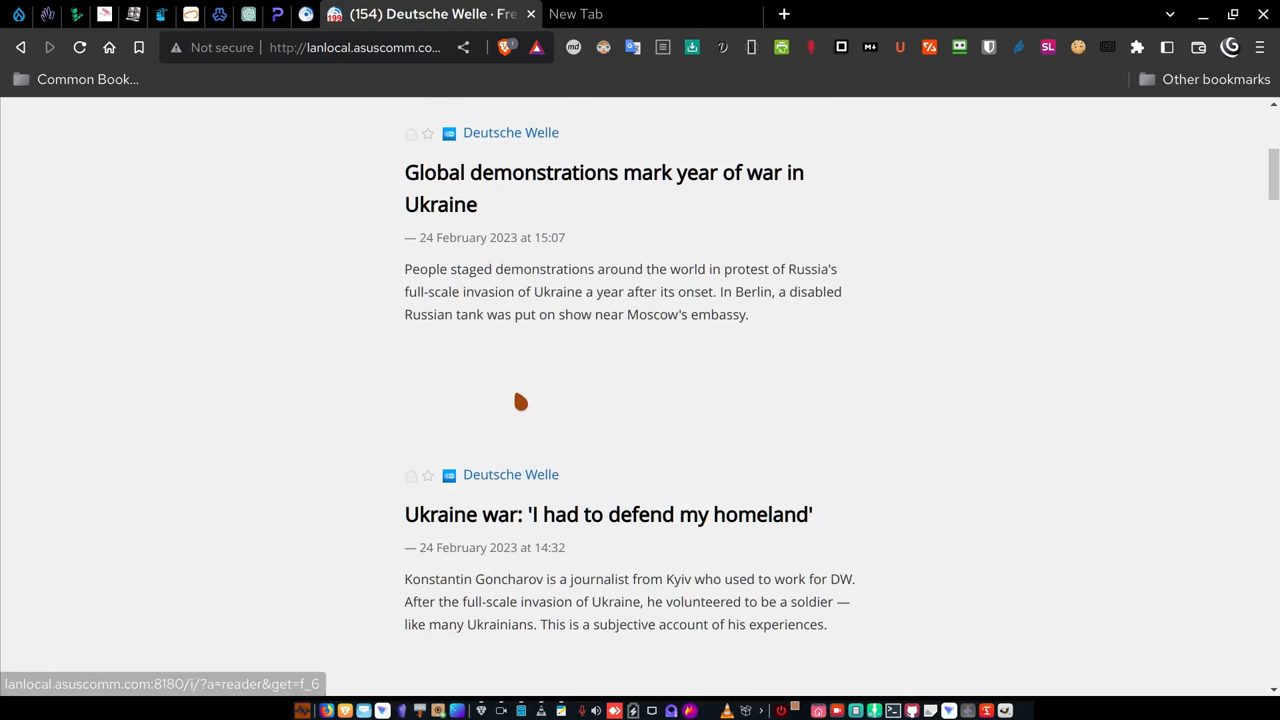 (154) Deutsche Welle · Fre
New Tab
Not secure
http://lanlocal.asuscomm.co...
Common Book...
Other bookmarks
Deutsche Welle
Global demonstrations mark year of war in
Ukraine
— 24 February 2023 at 15:07
People staged demonstrations around the world in protest of Russia's
full-scale invasion of Ukraine a year after its onset. In Berlin, a disabled
Russian tank was put on show near Moscow's embassy.
Deutsche Welle
Ukraine war: 'I had to defend my homeland'
— 24 February 2023 at 14:32
Konstantin Goncharov is a journalist from Kyiv who used to work for DW.
After the full-scale invasion of Ukraine, he volunteered to be a soldier —
like many Ukrainians. This is a subjective account of his experiences.
lanlocal.asuscomm.com:8180/i/?a=reader&get=f_6